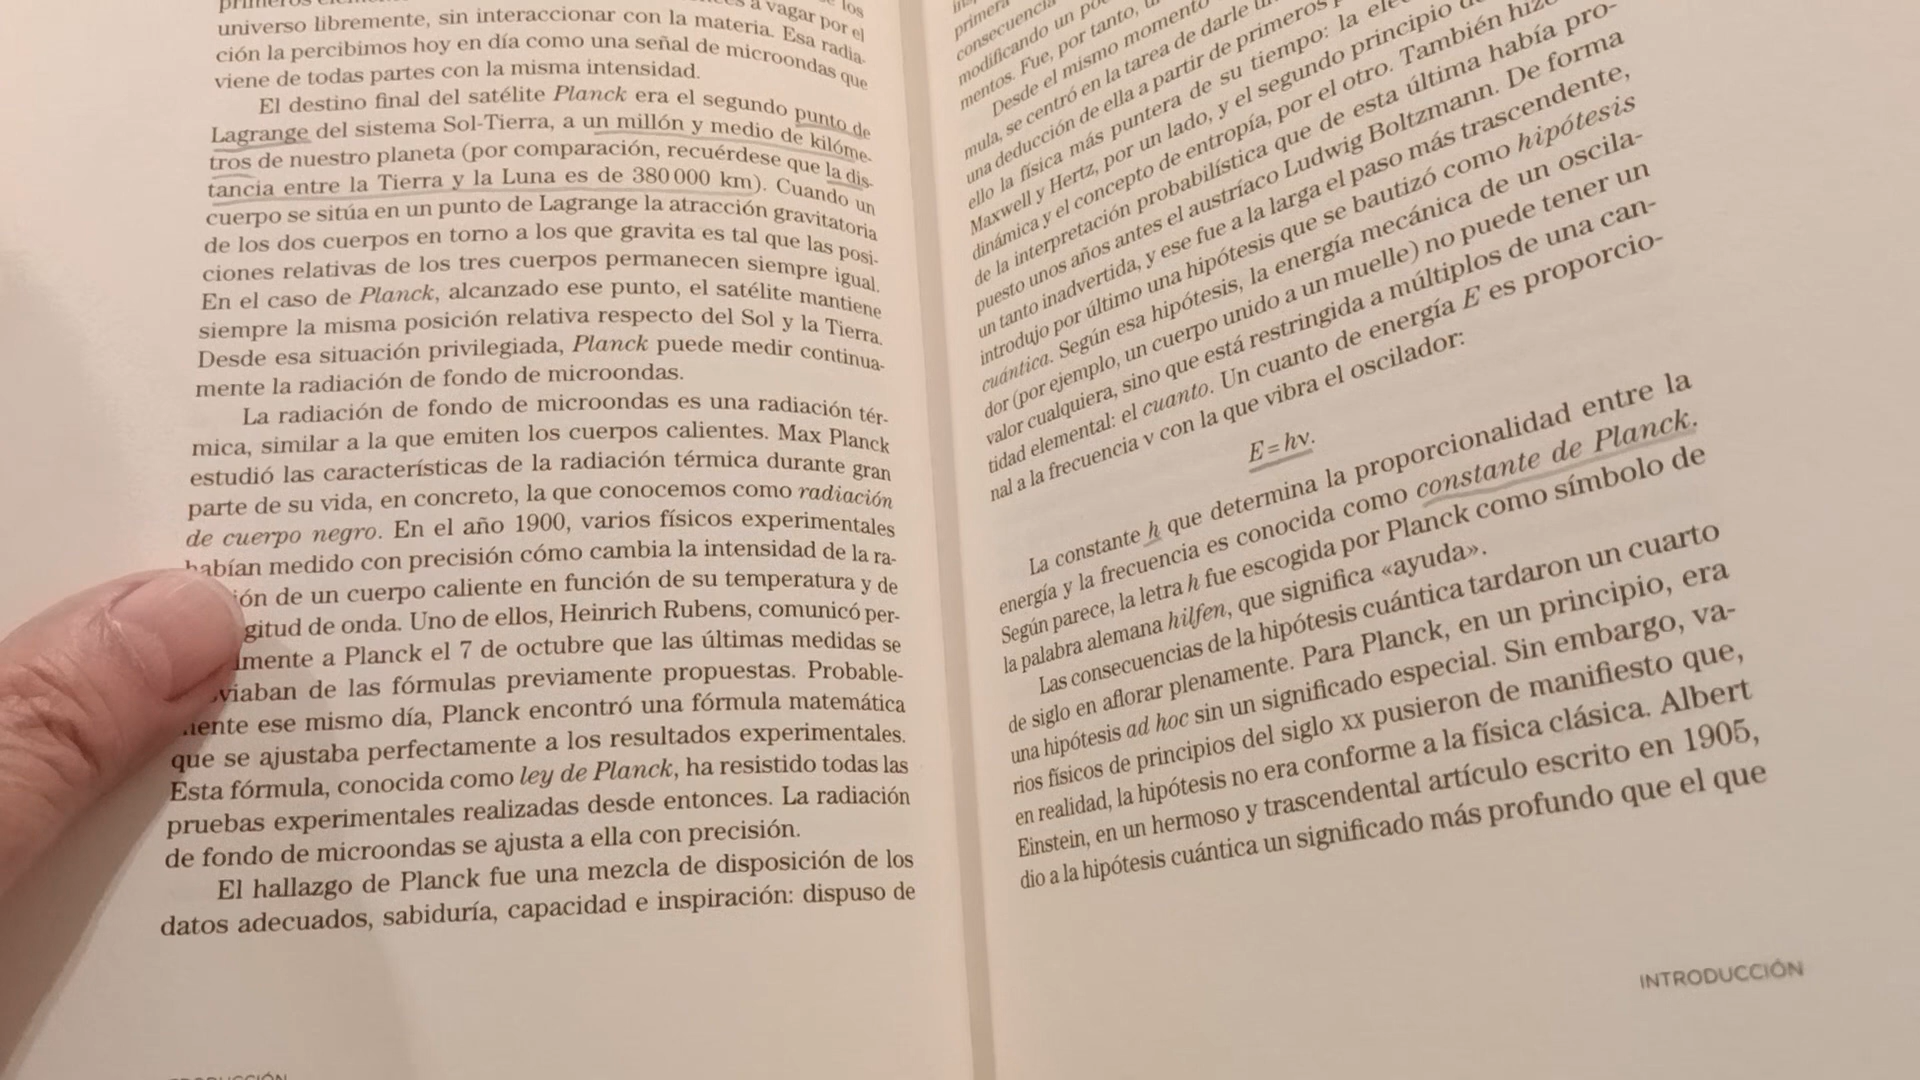 primeros
universo libremente, sin interaccionar con la materia. Esa radia-
ción la percibimos hoy en día como una señal de microondas que
viene de todas partes con la misma intensidad.
El destino final del satélite Planck era el segundo punto de
Lagrange del sistema Sol-Tierra, a un millón y medio de kilóme-
tros de nuestro planeta (por comparación, recuérdese que la dis-
tancia entre la Tierra y la Luna es de 380 000 km). Cuando un
cuerpo se sitúa en un punto de Lagrange la atracción gravitatoria
de los dos cuerpos en torno a los que gravita es tal que las posi-
ciones relativas de los tres cuerpos permanecen siempre igual.
En el caso de Planck, alcanzado ese punto, el satélite mantiene
siempre la misma posición relativa respecto del Sol y la Tierra.
Desde esa situación privilegiada, Planck puede medir continua-
mente la radiación de fondo de microondas.
La radiación de fondo de microondas es una radiación tér-
mica, similar a la que emiten los cuerpos calientes. Max Planck
estudió las características de la radiación térmica durante gran
parte de su vida, en concreto, la que conocemos como radiación
de cuerpo negro. En el año 1900, varios físicos experimentales
habían medido con precisión cómo cambia la intensidad de la ra-
ión de un cuerpo caliente en función de su temperatura y de
gitud de onda. Uno de ellos, Heinrich Rubens, comunicó per-
lmente a Planck el 7 de octubre que las últimas medidas se
viaban de las fórmulas previamente propuestas. Probable-
mente ese mismo día, Planck encontró una fórmula matemática
que se ajustaba perfectamente a los resultados experimentales.
Esta fórmula, conocida como ley de Planck, ha resistido todas las
pruebas experimentales realizadas desde entonces. La radiación
de fondo de microondas se ajusta a ella con precisión.
El hallazgo de Planck fue una mezcla de disposición de los
datos adecuados, sabiduría, capacidad e inspiración: dispuso de
primera
consecuencia
modificando un
mentos. Fue, por tanto,
Desde el mismo momento
mula, se centró en la tarea de darle
una deducción de ella a partir de primeros
ello la física más puntera de su tiempo: la
Maxwell y Hertz, por un lado, y el segundo principio
dinámica y el concepto de entropía, por el otro. También
de la interpretación probabilística que de esta última había pro-
puesto unos años antes el austríaco Ludwig Boltzmann. De forma
un tanto inadvertida, y ese fue a la larga el paso más trascendente,
introdujo por último una hipótesis que se bautizó como hipótesis
cuántica. Según esa hipótesis, la energía mecánica de un oscila-
dor (por ejemplo, un cuerpo unido a un muelle) no puede tener un
valor cualquiera, sino que está restringida a múltiplos de una can-
tidad elemental: el cuanto. Un cuanto de energía E es proporcio-
nal a la frecuencia ν con la que vibra el oscilador:
E = hν.
La constante h que determina la proporcionalidad entre la
energía y la frecuencia es conocida como constante de Planck.
Según parece, la letra h fue escogida por Planck como símbolo de
la palabra alemana hilfen, que significa «ayuda».
Las consecuencias de la hipótesis cuántica tardaron un cuarto
de siglo en aflorar plenamente. Para Planck, en un principio, era
una hipótesis ad hoc sin un significado especial. Sin embargo, va-
rios físicos de principios del siglo XX pusieron de manifiesto que,
en realidad, la hipótesis no era conforme a la física clásica. Albert
Einstein, en un hermoso y trascendental artículo escrito en 1905,
dio a la hipótesis cuántica un significado más profundo que el que
INTRODUCCIÓN